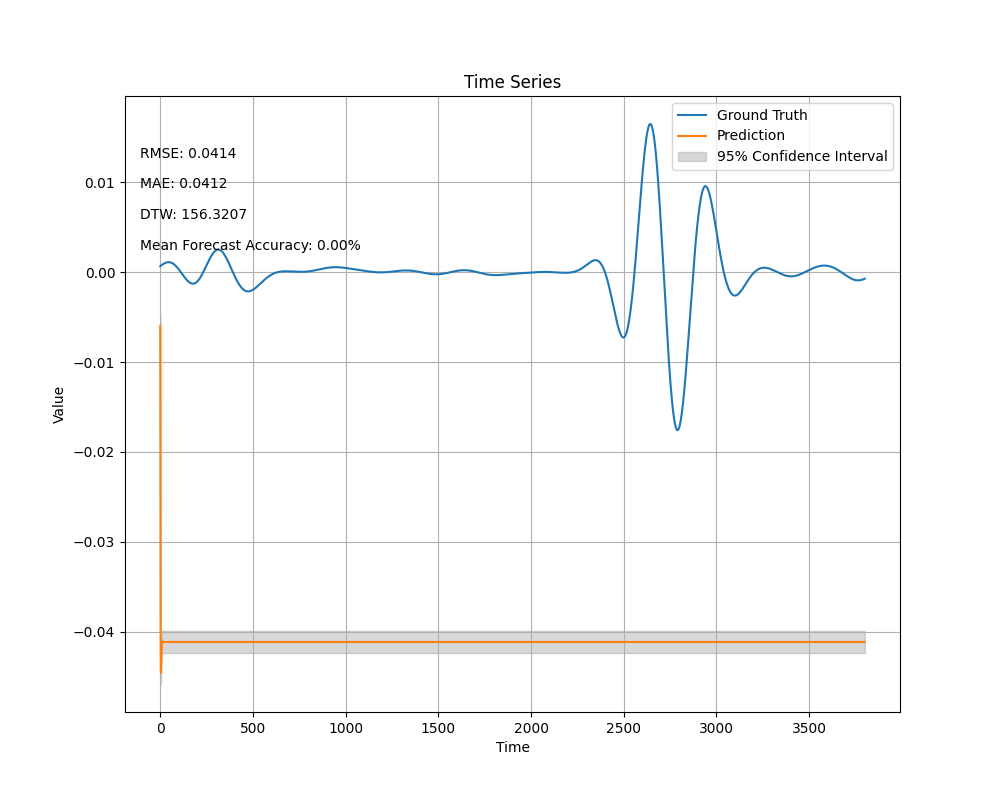 Time Series
Ground Truth
Prediction
95% Confidence Interval
RMSE: 0.0414
MAE: 0.0412
DTW: 156.3207
Mean Forecast Accuracy: 0.00%
0.01
0.00
−0.01
−0.02
−0.03
−0.04
Value
0 500 1000 1500 2000 2500 3000 3500
Time